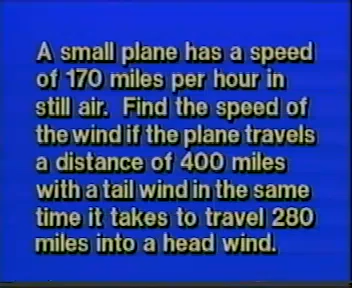 A small plane has a speed
of 170 miles per hour in
still air. Find the speed of
the wind if the plane travels
a distance of 400 miles
with a tail wind in the same
time it takes to travel 280
miles into a head wind.